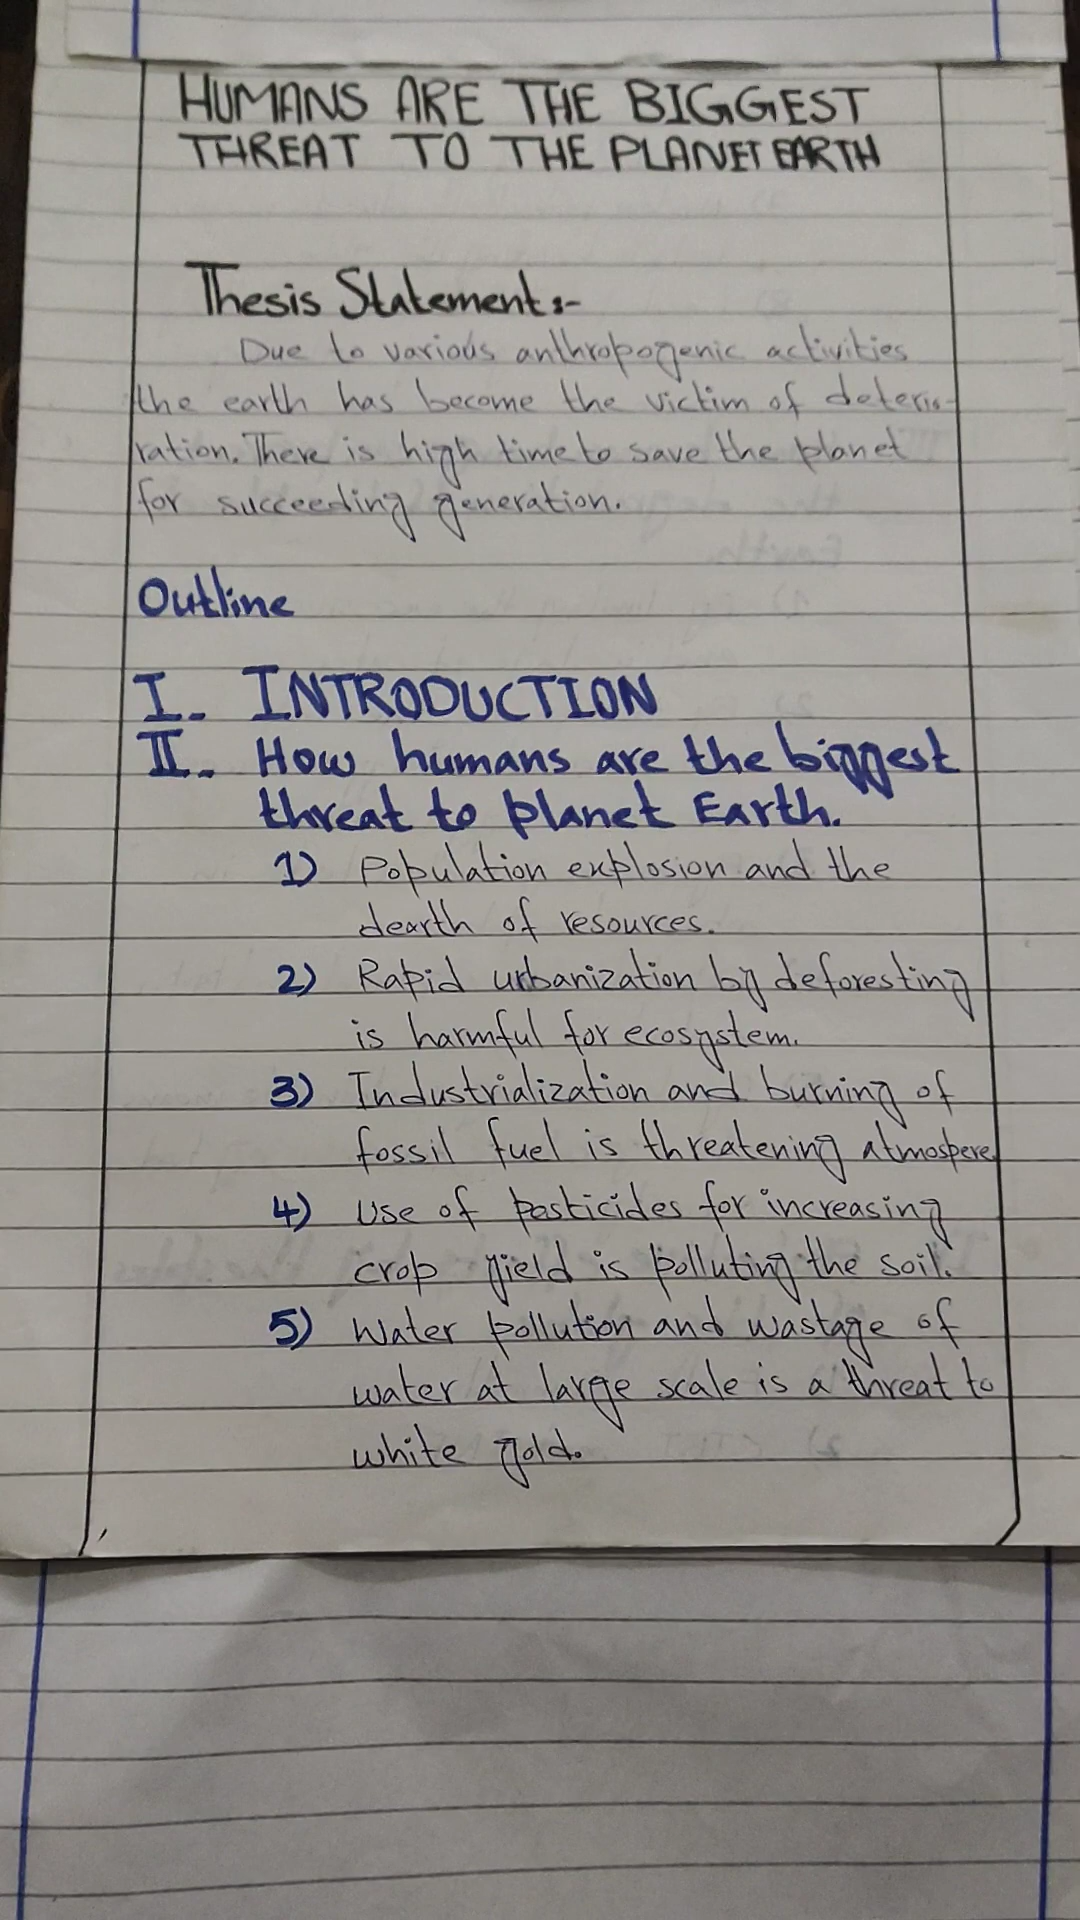 HUMANS ARE THE BIGGEST
THREAT TO THE PLANET EARTH
Thesis Statement:-
Due to various anthropogenic activities
the earth has become the victim of deterio-
ration. There is high time to save the planet
for succeeding generation.
Outline
I. INTRODUCTION
II. How humans are the biggest
threat to planet Earth.
1) Population explosion and the
dearth of resources.
2) Rapid urbanization by deforesting
is harmful for ecosystem.
3) Industrialization and burning of
fossil fuel is threatening atmospere.
4) Use of pesticides for increasing
crop yield is polluting the soil.
5) Water pollution and wastage of
water at large scale is a threat to
white gold.